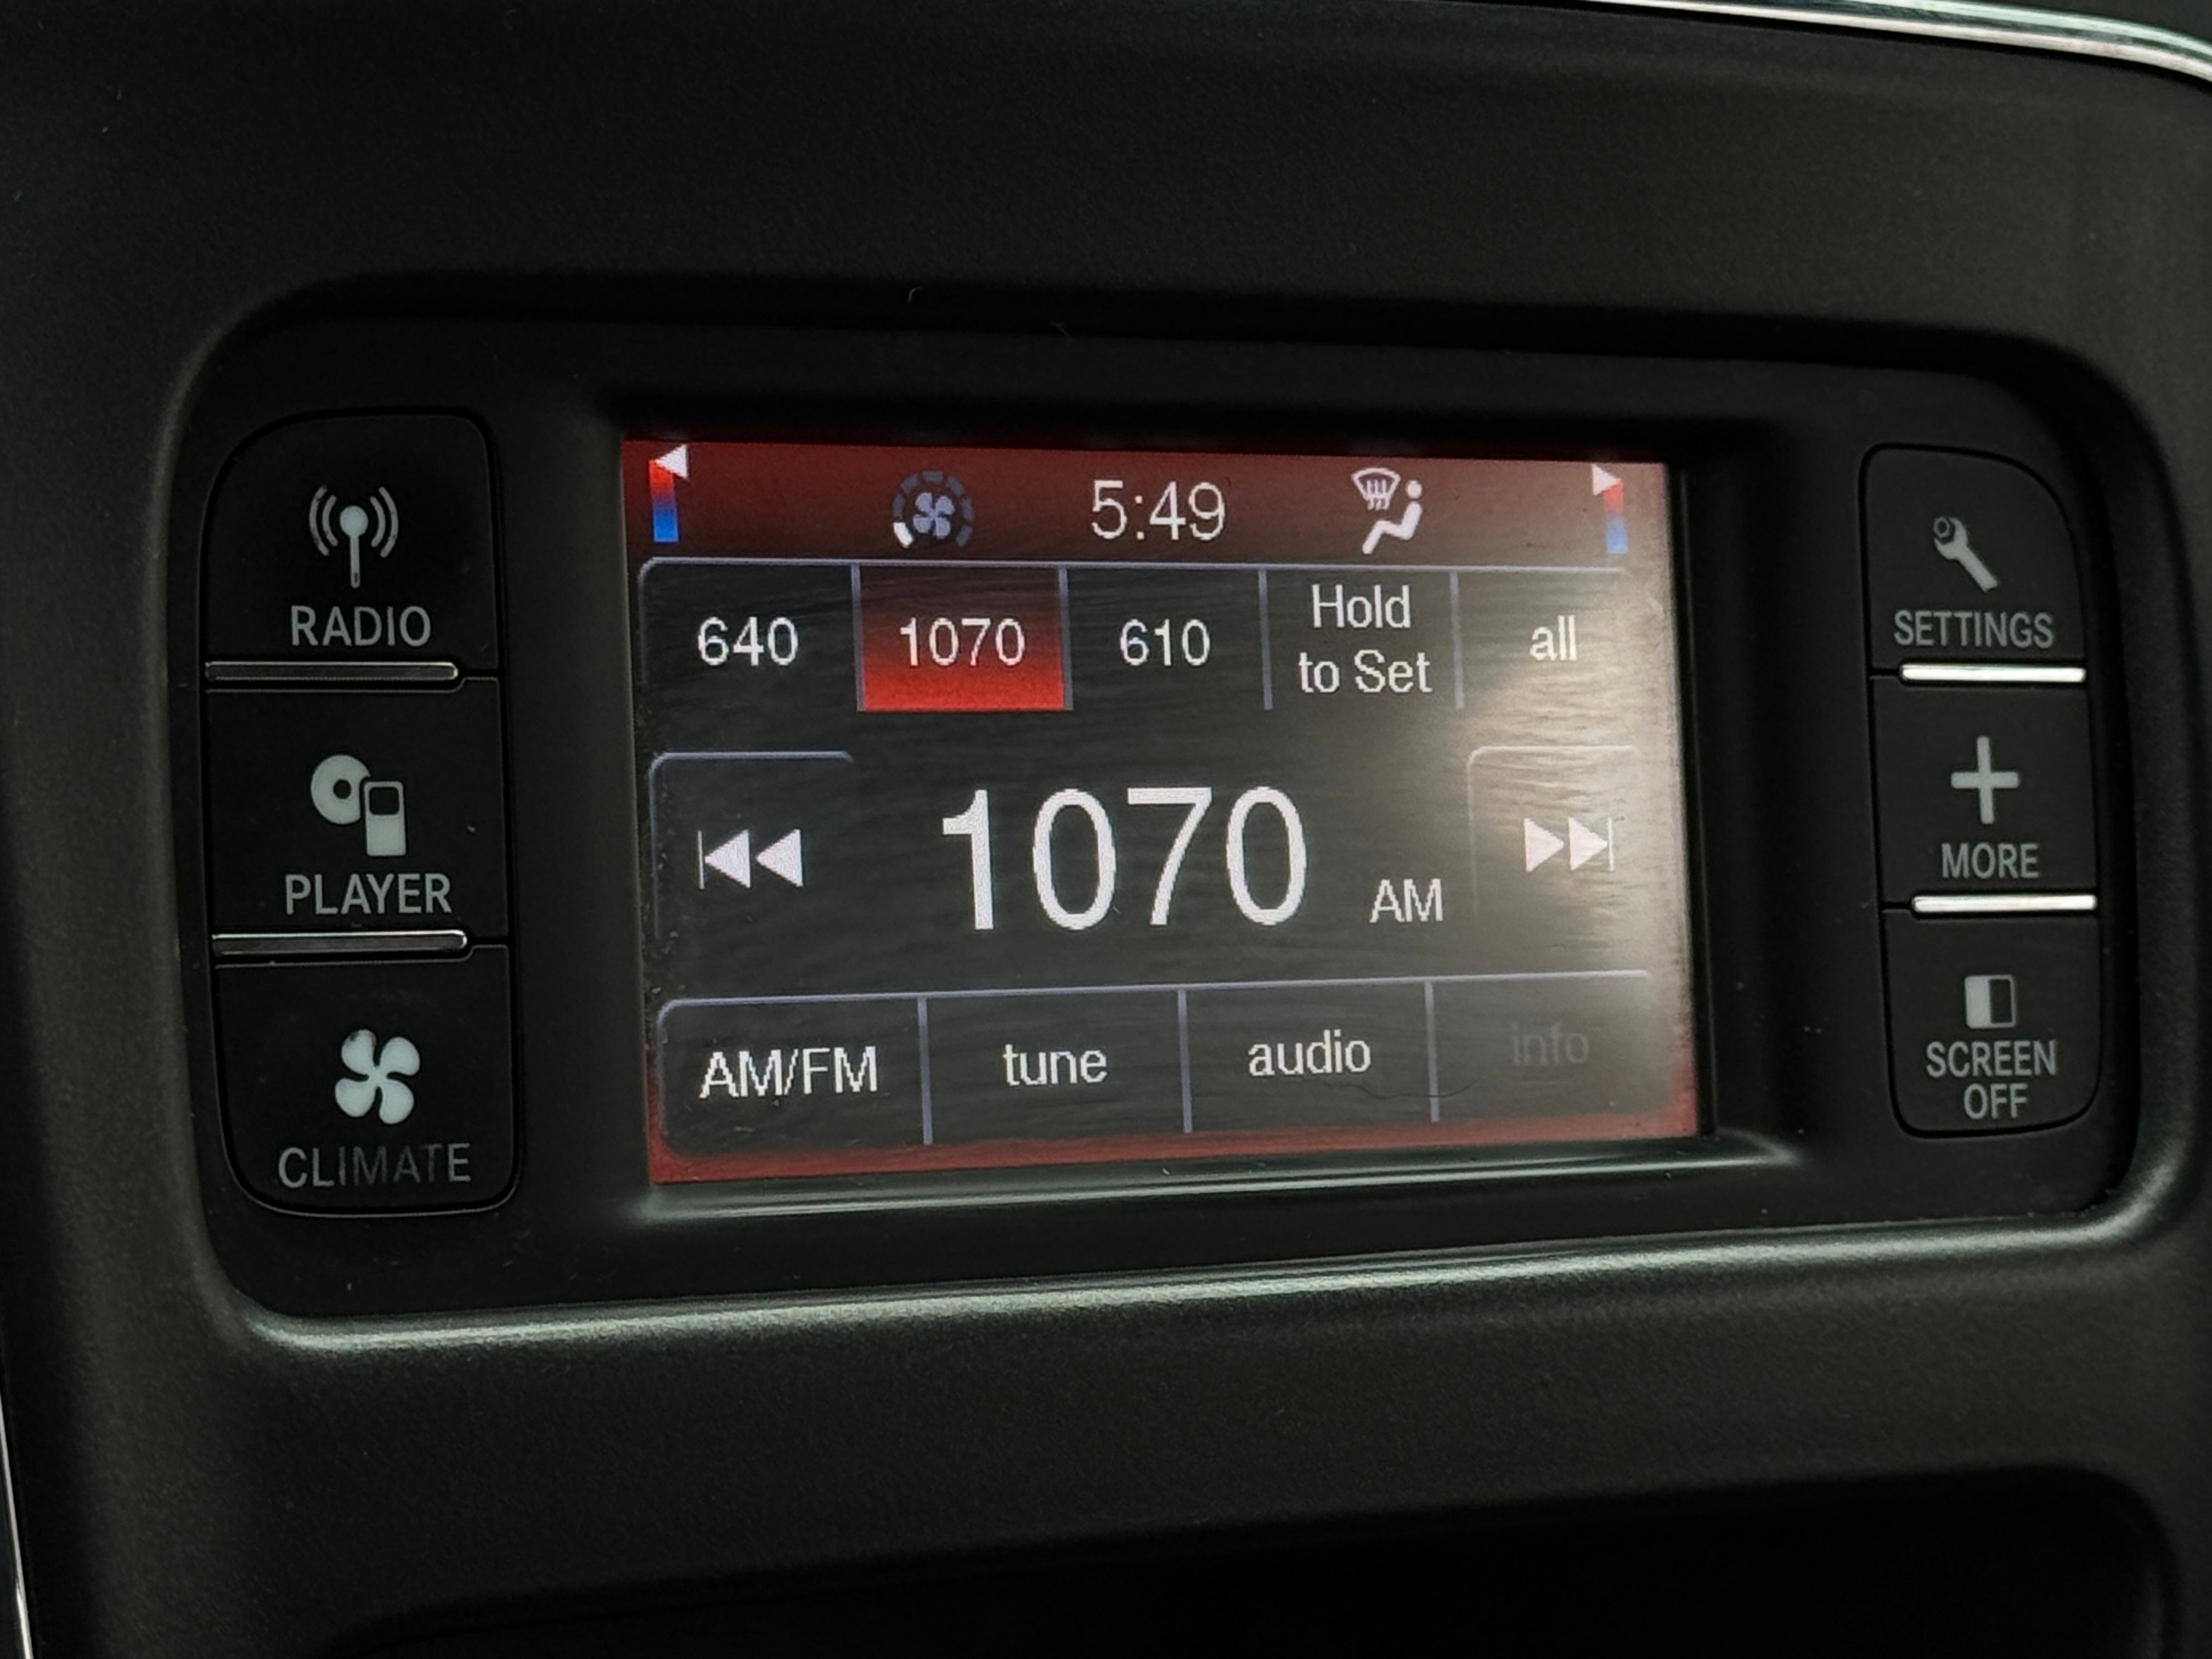 5:49
640 1070 610 Hold to Set all
1070 AM
AM/FM tune audio info
RADIO
PLAYER
CLIMATE
SETTINGS
MORE
SCREEN
OFF